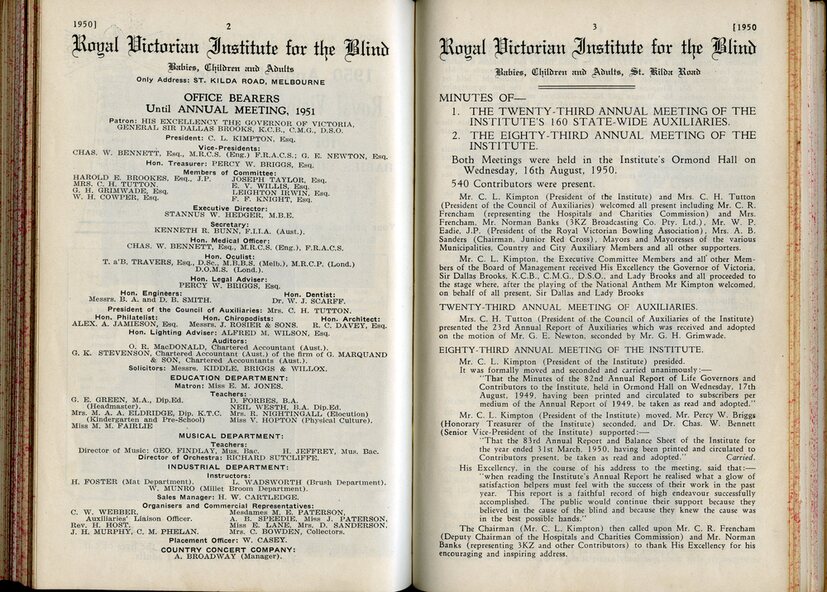 1950]
2
Royal Victorian Institute for the Blind
Babies, Children and Adults
Only Address: ST. KILDA ROAD, MELBOURNE
OFFICE BEARERS
Until ANNUAL MEETING, 1951
Patron: HIS EXCELLENCY THE GOVERNOR OF VICTORIA,
GENERAL SIR DALLAS BROOKS, K.C.B., C.M.G., D.S.O.
President: C. L. KIMPTON, Esq.
Vice-Presidents:
CHAS. W. BENNETT, Esq., M.R.C.S. (Eng.) F.R.A.C.S.; G. E. NEWTON, Esq.
Hon. Treasurer: PERCY W. BRIGGS, Esq.
Members of Committee:
HAROLD E. BROOKES, Esq., J.P. JOSEPH TAYLOR, Esq.
MRS. C. H. TUTTON. E. V. WILLIS, Esq.
G. H. GRIMWADE, Esq. LEIGHTON IRWIN, Esq.
W. H. COWPER, Esq. F. F. KNIGHT, Esq.
Executive Director:
STANNUS W. HEDGER, M.B.E.
Secretary:
KENNETH R. BUNN, F.I.I.A. (Aust.).
Hon. Medical Officer:
CHAS. W. BENNETT, Esq., M.R.C.S. (Eng.), F.R.A.C.S.
Hon. Oculist:
T. a'B. TRAVERS, Esq., D.Sc., M.B.B.S. (Melb.), M.R.C.P. (Lond.)
D.O.M.S. (Lond.).
Hon. Legal Adviser:
PERCY W. BRIGGS, Esq.
Hon. Engineers: Hon. Dentist:
Messrs. B. A. and D. B. SMITH. Dr. W. J. SCARFF.
President of the Council of Auxiliaries: Mrs. C. H. TUTTON.
Hon. Philatelist: Hon. Chiropodists: Hon. Architect:
ALEX. A. JAMIESON, Esq. Messrs. J. ROSIER & SONS. R. C. DAVEY, Esq.
Hon. Lighting Adviser: ALFRED M. WILSON, Esq.
Auditors:
O. R. MacDONALD, Chartered Accountant (Aust.).
G. K. STEVENSON, Chartered Accountant (Aust.) of the firm of G. MARQUAND
& SON, Chartered Accountants (Aust.).
Solicitors: Messrs. KIDDLE, BRIGGS & WILLOX.
EDUCATION DEPARTMENT:
Matron: Miss E. M. JONES.
Teachers:
G. E. GREEN, M.A., Dip.Ed. D. FORBES, B.A.
(Headmaster). NEIL WESTH, B.A. Dip.Ed.
Mrs. M. A. A. ELDRIDGE, Dip. K.T.C. Mrs. E. NIGHTINGALL, (Elocution)
(Kindergarten and Pre-School) Miss V. HOPTON (Physical Culture).
Miss M. M. FAIRLIE
MUSICAL DEPARTMENT:
Teachers:
Director of Music: GEO. FINDLAY, Mus. Bac. H. JEFFREY, Mus. Bac.
Director of Orchestra: RICHARD SUTCLIFFE.
INDUSTRIAL DEPARTMENT:
Instructors:
H. FOSTER (Mat Department). L. WADSWORTH (Brush Department).
W. MUNRO (Millet Broom Department).
Sales Manager: H. W. CARTLEDGE.
Organisers and Commercial Representatives:
C. W. WEBBER, Mesdames M. E. PATERSON,
Auxiliaries' Liaison Officer. A. B. SPEEDIE, Miss J. PATERSON,
Rev. H. HOST. Miss E. LANE, Mrs. D. SANDERSON,
J. H. MURPHY, C. M. PHELAN. Mrs. C. BOWDEN, Collectors.
Placement Officer: W. CASEY.
COUNTRY CONCERT COMPANY:
A. BROADWAY (Manager).
3
[1950
Royal Victorian Institute for the Blind
Babies, Children and Adults, St. Kilda Road
MINUTES OF—
1. THE TWENTY-THIRD ANNUAL MEETING OF THE
INSTITUTE'S 160 STATE-WIDE AUXILIARIES.
2. THE EIGHTY-THIRD ANNUAL MEETING OF THE
INSTITUTE.
Both Meetings were held in the Institute's Ormond Hall on
Wednesday, 16th August, 1950.
540 Contributors were present.
Mr. C. L. Kimpton (President of the Institute) and Mrs. C. H. Tutton
(President of the Council of Auxiliaries) welcomed all present including Mr. C. R.
Frencham (representing the Hospitals and Charities Commission) and Mrs.
Frencham, Mr. Norman Banks (3KZ Broadcasting Co. Pty. Ltd.), Mr. W. P.
Eadie, J.P. (President of the Royal Victorian Bowling Association), Mrs. A. B.
Sanders (Chairman, Junior Red Cross), Mayors and Mayoresses of the various
Municipalities, Country and City Auxiliary Members and all other supporters.
Mr. C. L. Kimpton, the Executive Committee Members and all other Mem-
bers of the Board of Management received His Excellency the Governor of Victoria,
Sir Dallas Brooks, K.C.B., C.M.G., D.S.O., and Lady Brooks and all proceeded to
the stage where, after the playing of the National Anthem Mr Kimpton welcomed,
on behalf of all present, Sir Dallas and Lady Brooks
TWENTY-THIRD ANNUAL MEETING OF AUXILIARIES.
Mrs. C. H. Tutton (President of the Council of Auxiliaries of the Institute)
presented the 23rd Annual Report of Auxiliaries which was received and adopted
on the motion of Mr. G. E. Newton, seconded by Mr. G. H. Grimwade.
EIGHTY-THIRD ANNUAL MEETING OF THE INSTITUTE.
Mr. C. L. Kimpton (President of the Institute) presided.
It was formally moved and seconded and carried unanimously:—
"That the Minutes of the 82nd Annual Report of Life Governors and
Contributors to the Institute, held in Ormond Hall on Wednesday, 17th
August, 1949, having been printed and circulated to subscribers per
medium of the Annual Report of 1949, be taken as read and adopted."
Mr. C. L. Kimpton (President of the Institute) moved, Mr. Percy W. Briggs
(Honorary Treasurer of the Institute) seconded, and Dr. Chas. W. Bennett
(Senior Vice-President of the Institute) supported:—
"That the 83rd Annual Report and Balance Sheet of the Institute for
the year ended 31st March, 1950, having been printed and circulated to
Contributors present, be taken as read and adopted." Carried.
His Excellency, in the course of his address to the meeting, said that:—
"when reading the Institute's Report he realised what a glow of
satisfaction helpers must feel with the success of their work in the past
year. This report is a faithful record of high endeavour successfully
accomplished. The public would continue their support because they
believed in the cause of the blind and because they knew the cause was
in the best possible hands."
The Chairman (Mr. C. L. Kimpton) then called upon Mr. C. R. Frencham
(Deputy Chairman of the Hospitals and Charities Commission) and Mr. Norman
Banks (representing 3KZ and other Contributors) to thank His Excellency for his
encouraging and inspiring address.